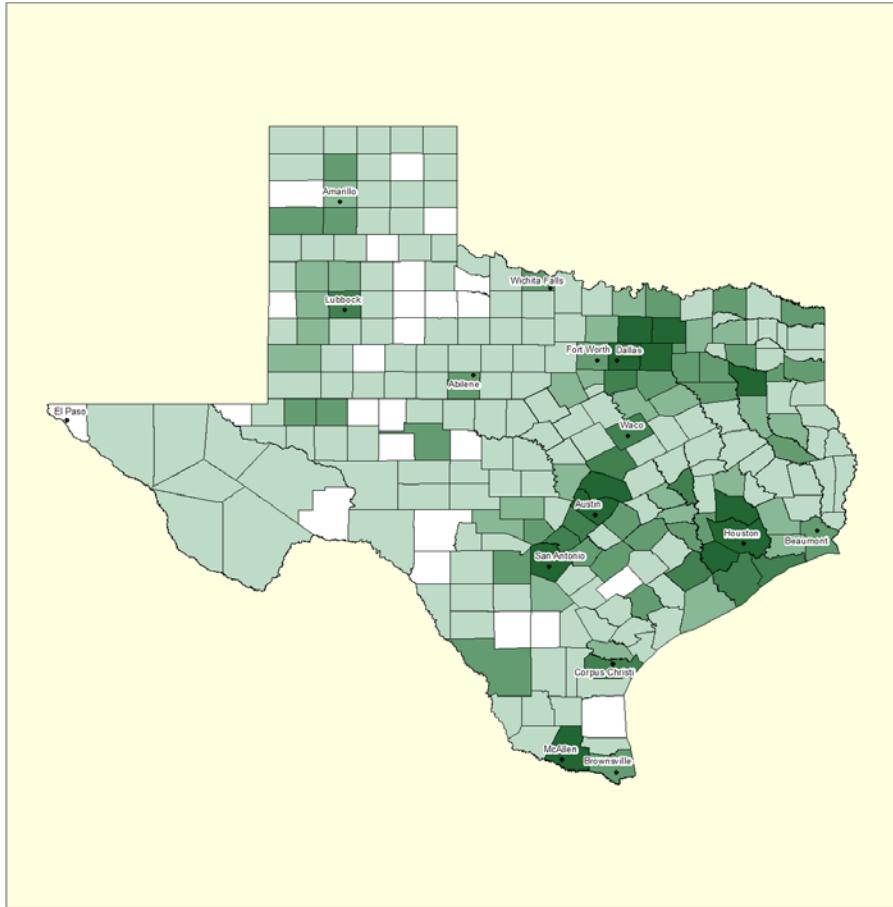 Amarillo
Wichita Falls
Lubbock
Fort Worth
Dallas
Abilene
El Paso
Waco
Austin
Houston
Beaumont
San Antonio
Corpus Christi
McAllen
Brownsville